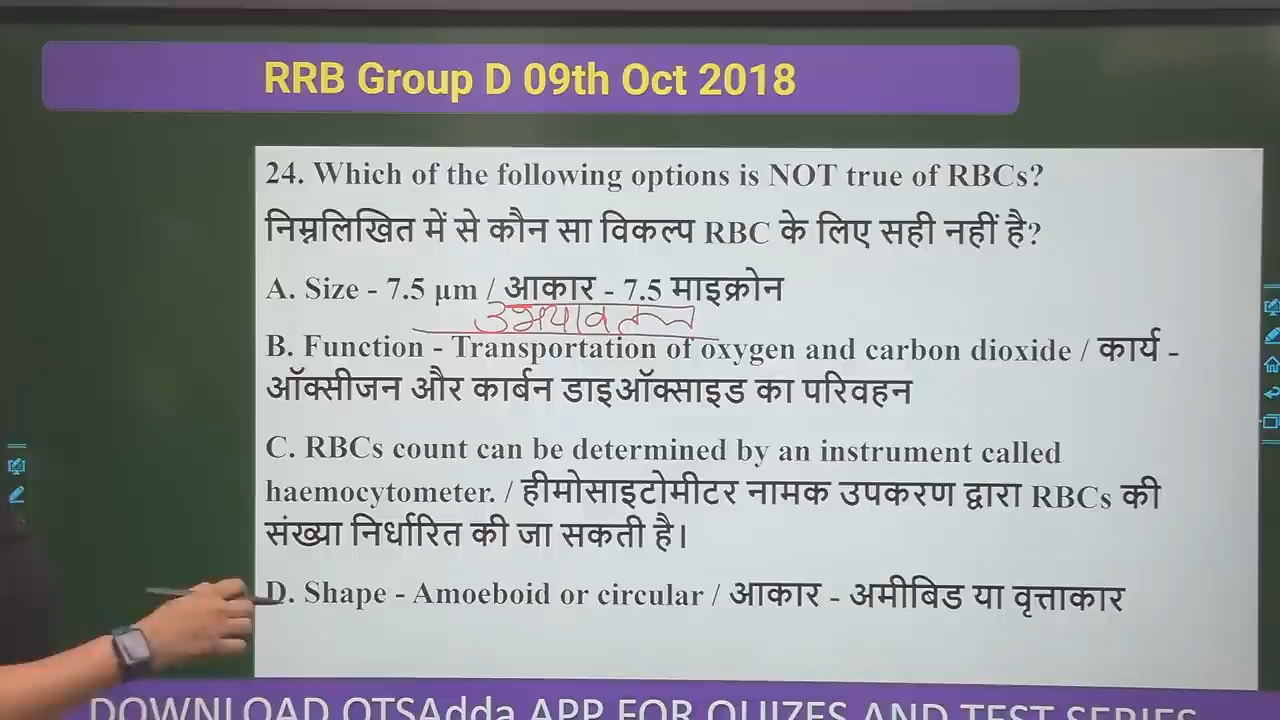 RRB Group D 09th Oct 2018
24. Which of the following options is NOT true of RBCs?
निम्नलिखित में से कौन सा विकल्प RBC के लिए सही नहीं है?
A. Size - 7.5 µm / आकार - 7.5 माइक्रोन
B. Function - Transportation of oxygen and carbon dioxide / कार्य -
ऑक्सीजन और कार्बन डाइऑक्साइड का परिवहन
C. RBCs count can be determined by an instrument called
haemocytometer. / हीमोसाइटोमीटर नामक उपकरण द्वारा RBCs की
संख्या निर्धारित की जा सकती है।
D. Shape - Amoeboid or circular / आकार - अमीबिड या वृत्ताकार
DOWNLOAD OTSAdda APP FOR QUIZES AND TEST SERIES